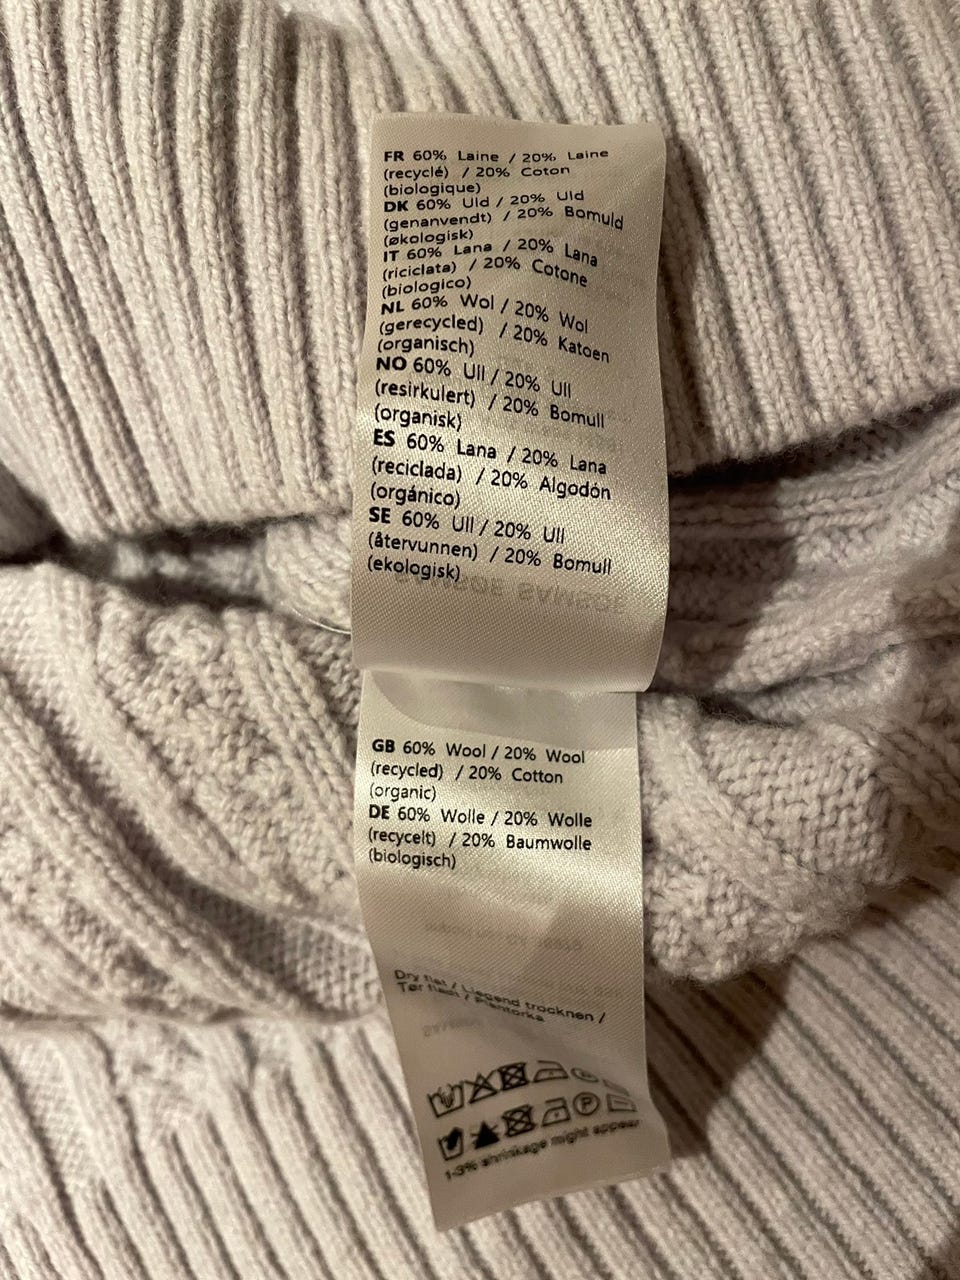 FR 60% Laine / 20% Laine
(recyclé) / 20% Coton
(biologique)
DK 60% Uld / 20% Uld
(genanvendt) / 20% Bomuld
(økologisk)
IT 60% Lana / 20% Lana
(riciclata) / 20% Cotone
(biologico)
NL 60% Wol / 20% Wol
(gerecycled) / 20% Katoen
(organisch)
NO 60% Ull / 20% Ull
(resirkulert) / 20% Bomull
(organisk)
ES 60% Lana / 20% Lana
(reciclada) / 20% Algodón
(orgánico)
SE 60% Ull / 20% Ull
(återvunnen) / 20% Bomull
(ekologisk)
SAMSØE SAMSØE
GB 60% Wool / 20% Wool
(recycled) / 20% Cotton
(organic)
DE 60% Wolle / 20% Wolle
(recycelt) / 20% Baumwolle
(biologisch)
Dry flat / Liegend trocknen /
Tør fladt / Plantorka
P
1-3% shrinkage might appear